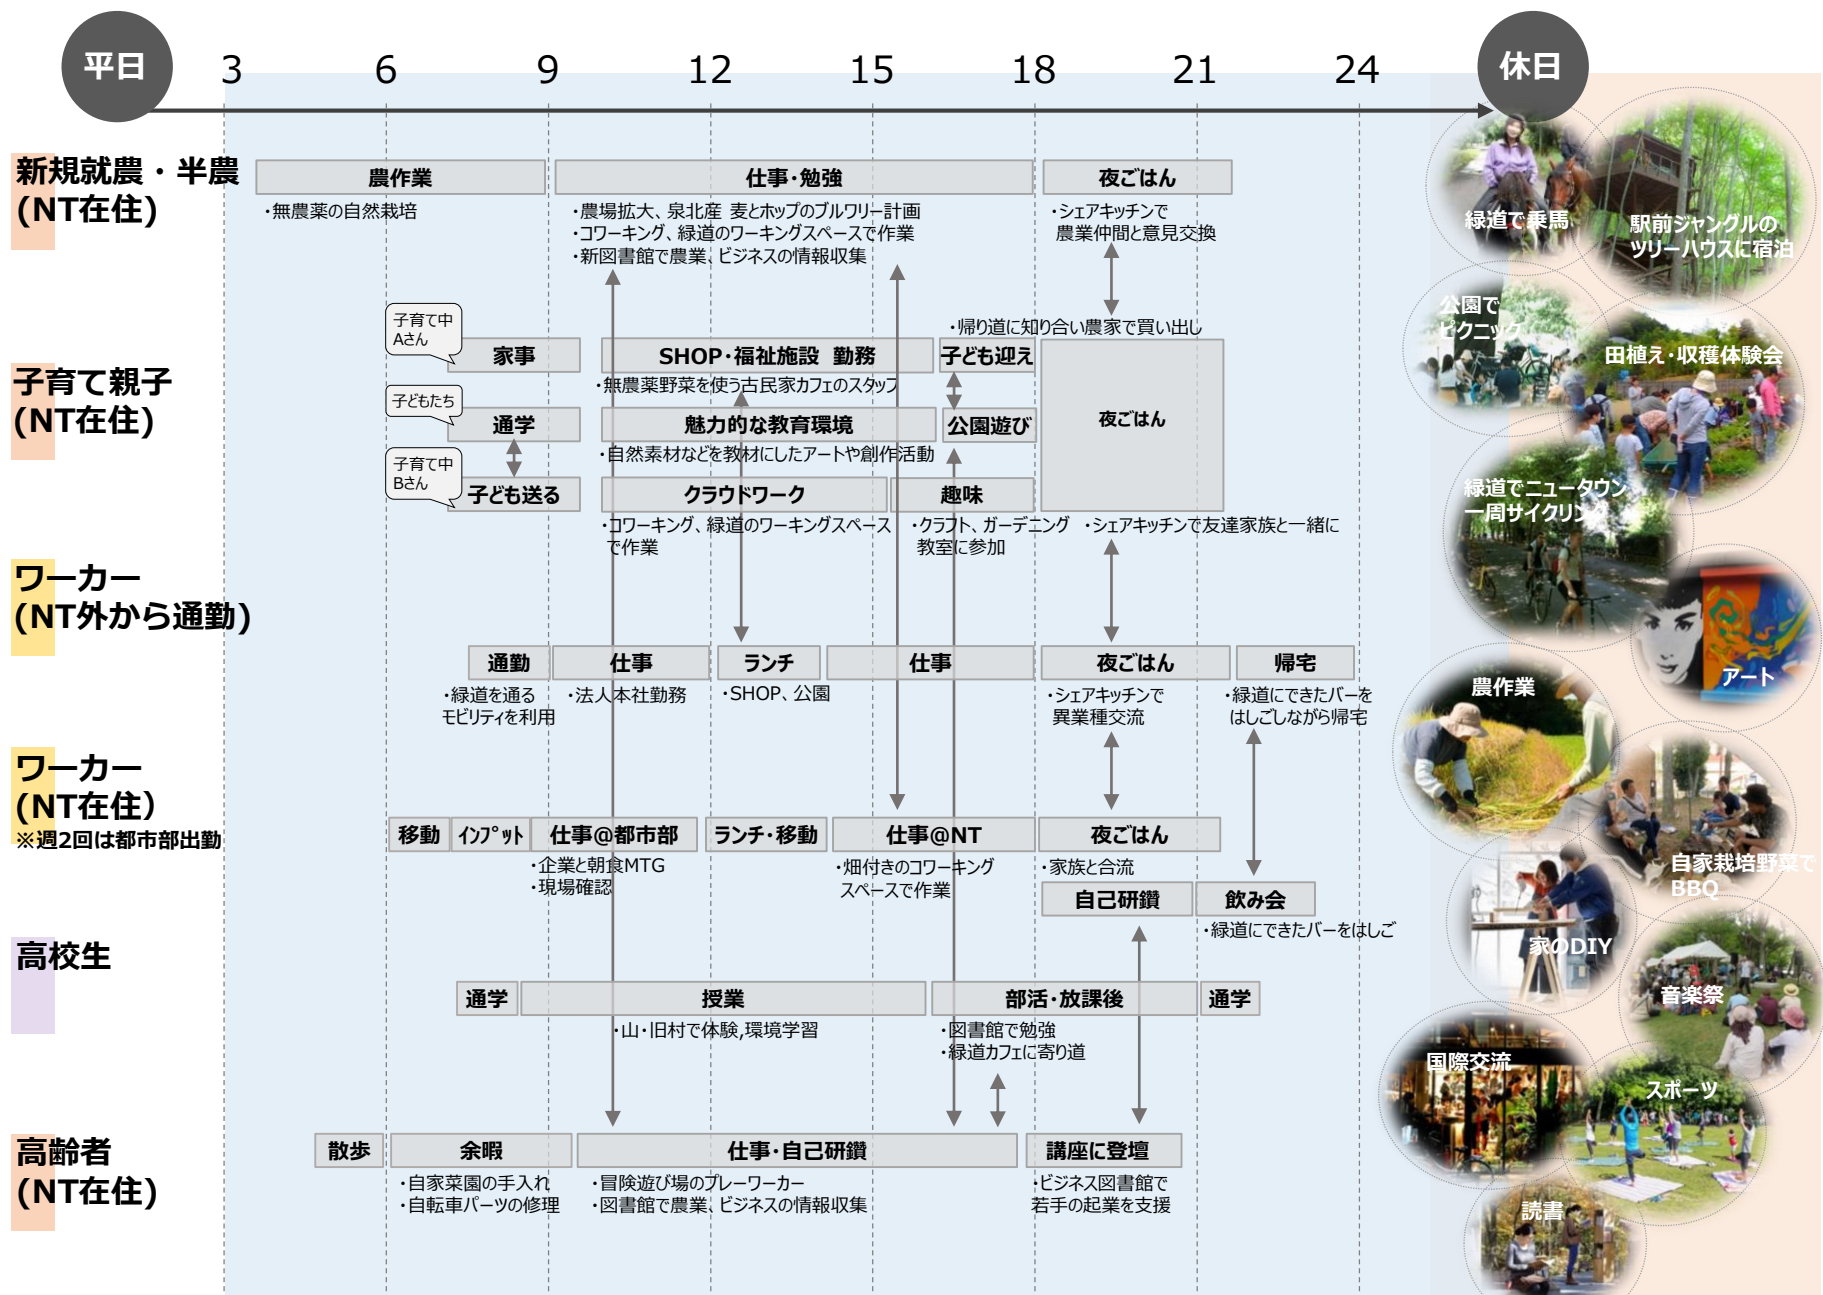 平日
3 6 9 12 15 18 21 24
休日
新規就農・半農
(NT在住)
農作業
・無農薬の自然栽培
仕事・勉強
・農場拡大、泉北産 麦とホップのブルワリー計画
・コワーキング、緑道のワーキングスペースで作業
・新図書館で農業、ビジネスの情報収集
夜ごはん
・シェアキッチンで
農業仲間と意見交換
子育て親子
(NT在住)
子育て中
Aさん
家事
SHOP・福祉施設 勤務
・無農薬野菜を使う古民家カフェのスタッフ
・帰り道に知り合い農家で買い出し
子ども迎え
子どもたち
通学
魅力的な教育環境
・自然素材などを教材にしたアートや創作活動
公園遊び
夜ごはん
子育て中
Bさん
子ども送る
クラウドワーク
・コワーキング、緑道のワーキングスペース
で作業
趣味
・クラフト、ガーデニング
教室に参加
・シェアキッチンで友達家族と一緒に
ワーカー
(NT外から通勤)
通勤
・緑道を通る
モビリティを利用
仕事
・法人本社勤務
ランチ
・SHOP、公園
仕事
夜ごはん
・シェアキッチンで
異業種交流
帰宅
・緑道にできたバーを
はしごしながら帰宅
ワーカー
(NT在住）
※週2回は都市部出勤
移動
インプット
仕事@都市部
・企業と朝食MTG
・現場確認
ランチ・移動
仕事@NT
・畑付きのコワーキング
スペースで作業
夜ごはん
・家族と合流
自己研鑽
飲み会
・緑道にできたバーをはしご
高校生
通学
授業
・山・旧村で体験,環境学習
部活・放課後
・図書館で勉強
・緑道カフェに寄り道
通学
高齢者
(NT在住)
散歩
余暇
・自家菜園の手入れ
・自転車パーツの修理
仕事・自己研鑽
・冒険遊び場のプレーワーカー
・図書館で農業、ビジネスの情報収集
講座に登壇
・ビジネス図書館で
若手の起業を支援
緑道で乗馬
駅前ジャングルの
ツリーハウスに宿泊
公園で
ピクニック
田植え・収穫体験会
緑道でニュータウン
一周サイクリング
アート
農作業
自家栽培野菜で
BBQ
家のDIY
音楽祭
国際交流
スポーツ
読書